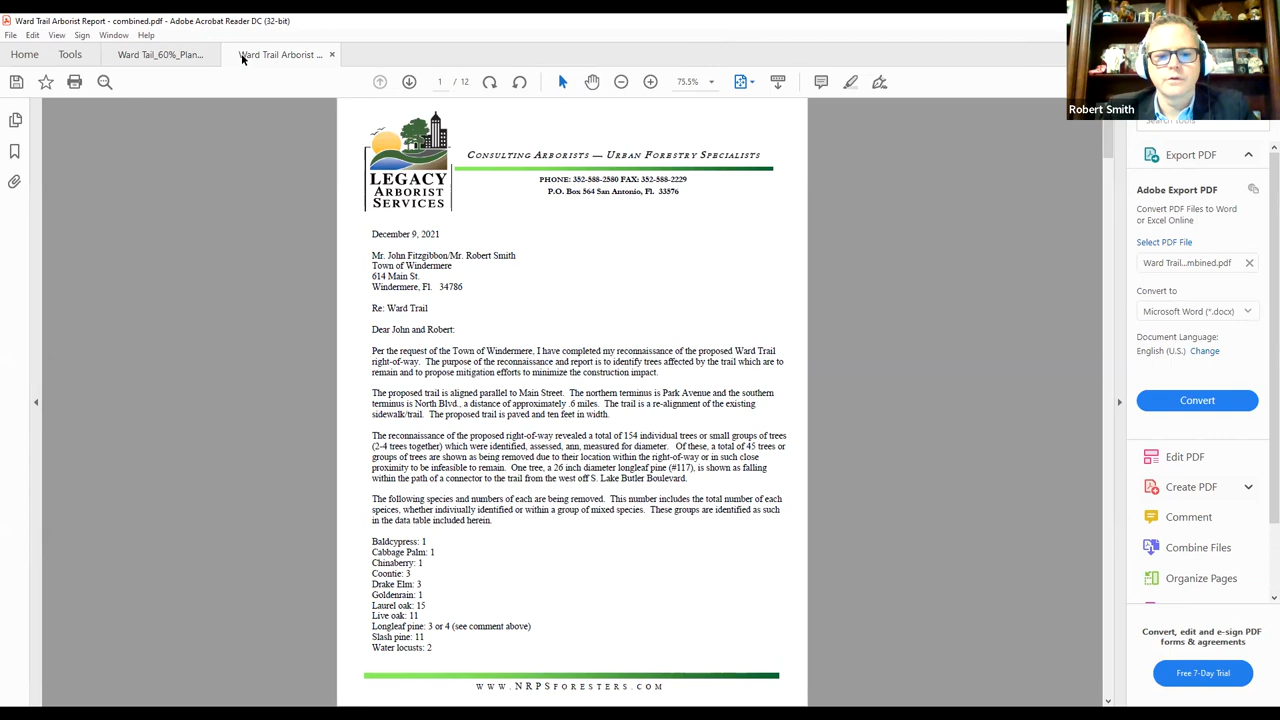 Ward Trail Arborist Report - combined.pdf - Adobe Acrobat Reader DC (32-bit)
File Edit View Sign Window Help
Home Tools Ward Tail_60%_Plan... Ward Trail Arborist ... ×
1 / 12 75.5%
Robert Smith
Search tools
LEGACY
ARBORIST
SERVICES
CONSULTING ARBORISTS — URBAN FORESTRY SPECIALISTS
PHONE: 352-588-2580 FAX: 352-588-2229
P.O. Box 564 San Antonio, Fl. 33576
December 9, 2021
Mr. John Fitzgibbon/Mr. Robert Smith
Town of Windermere
614 Main St.
Windermere, Fl. 34786
Re: Ward Trail
Dear John and Robert:
Per the request of the Town of Windermere, I have completed my reconnaissance of the proposed Ward Trail
right-of-way. The purpose of the reconnaissance and report is to identify trees affected by the trail which are to
remain and to propose mitigation efforts to minimize the construction impact.
The proposed trail is aligned parallel to Main Street. The northern terminus is Park Avenue and the southern
terminus is North Blvd., a distance of approximately .6 miles. The trail is a re-alignment of the existing
sidewalk/trail. The proposed trail is paved and ten feet in width.
The reconnaissance of the proposed right-of-way revealed a total of 154 individual trees or small groups of trees
(2-4 trees together) which were identified, assessed, ann, measured for diameter. Of these, a total of 45 trees or
groups of trees are shown as being removed due to their location within the right-of-way or in such close
proximity to be infeasible to remain. One tree, a 26 inch diameter longleaf pine (#117), is shown as falling
within the path of a connector to the trail from the west off S. Lake Butler Boulevard.
The following species and numbers of each are being removed. This number includes the total number of each
speices, whether indiviually identified or within a group of mixed species. These groups are identified as such
in the data table included herein.
Baldcypress: 1
Cabbage Palm: 1
Chinaberry: 1
Coontie: 3
Drake Elm: 3
Goldenrain: 1
Laurel oak: 15
Live oak: 11
Longleaf pine: 3 or 4 (see comment above)
Slash pine: 11
Water locusts: 2
WWW.NRPSFORESTERS.COM
Export PDF
Adobe Export PDF
Convert PDF Files to Word
or Excel Online
Select PDF File
Ward Trail...mbined.pdf
Convert to
Microsoft Word (*.docx)
Document Language:
English (U.S.) Change
Convert
Edit PDF
Create PDF
Comment
Combine Files
Organize Pages
Convert, edit and e-sign PDF
forms & agreements
Free 7-Day Trial